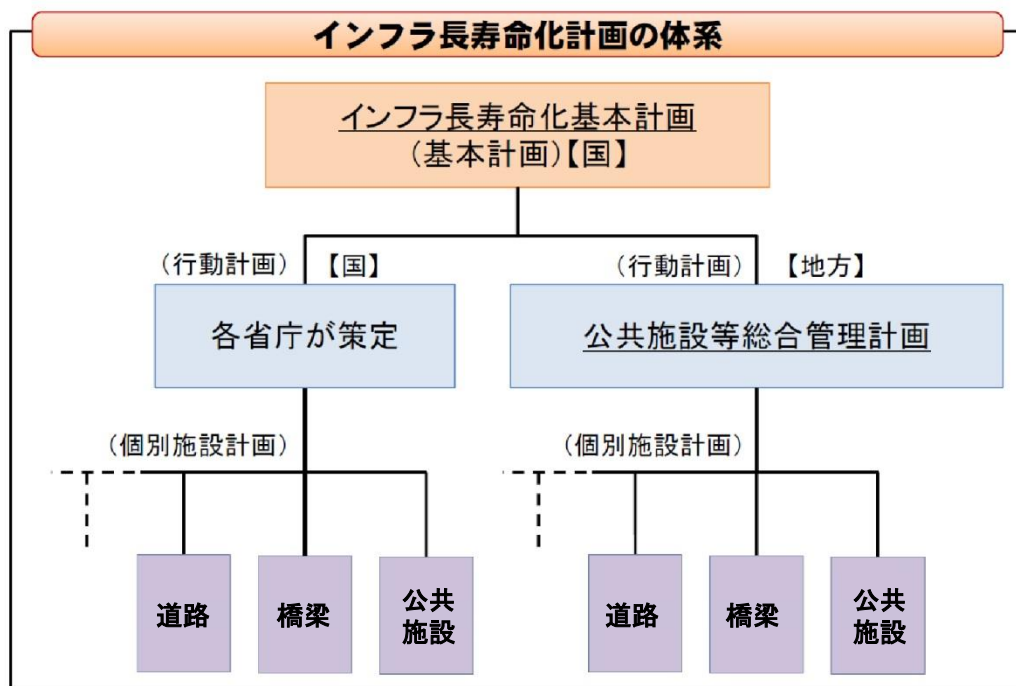 インフラ長寿命化計画の体系
インフラ長寿命化基本計画
(基本計画)【国】
(行動計画) 【国】
(行動計画) 【地方】
各省庁が策定
公共施設等総合管理計画
(個別施設計画)
(個別施設計画)
道路
橋梁
公共
施設
道路
橋梁
公共
施設